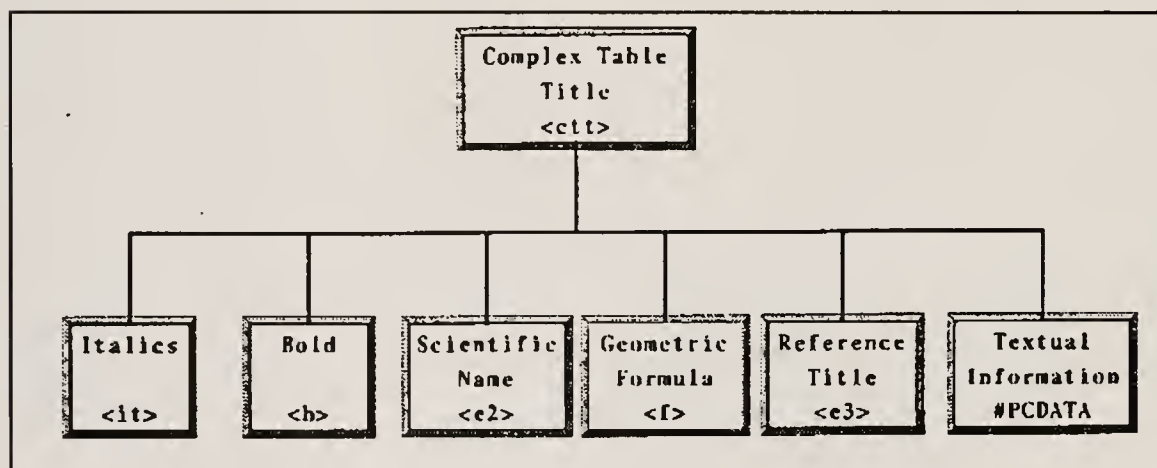 Complex Table
Title
<ctt>
Italics
<it>
Bold
<b>
Scientific
Name
<e2>
Geometric
Formula
<f>
Reference
Title
<e3>
Textual
Information
#PCDATA